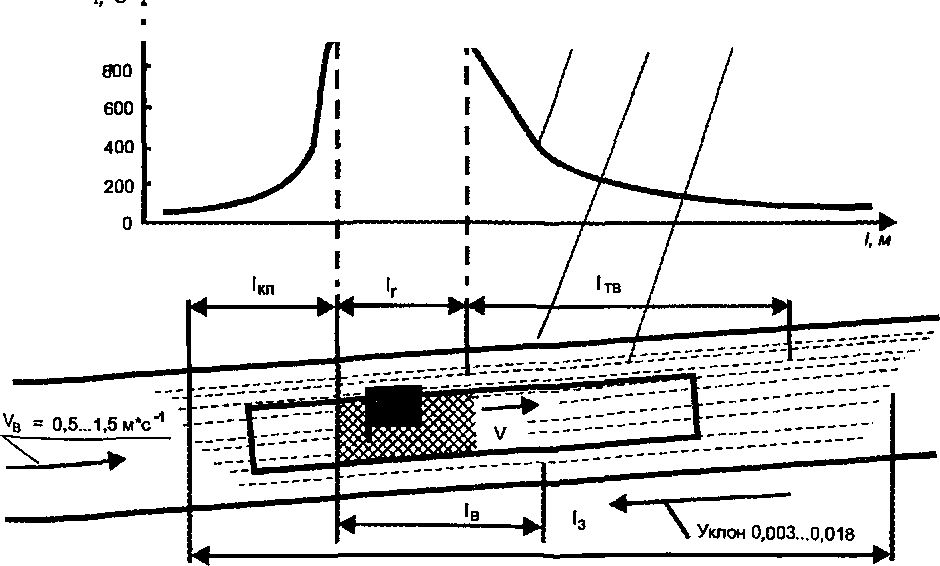 800
600
400
200
0
l, м
lкп
lг
lтв
Vв = 0,5...1,5 м*с⁻¹
V
lв
lз
Уклон 0,003...0,018